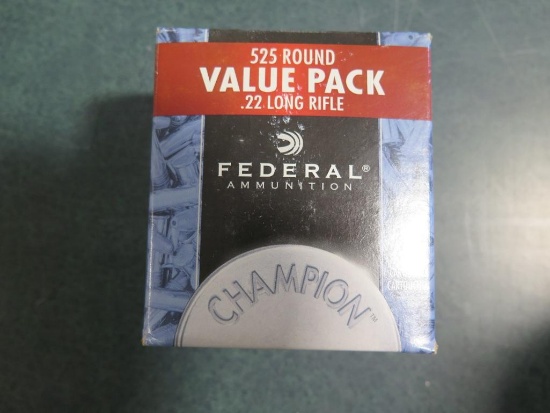 525 ROUND
VALUE PACK
.22 LONG RIFLE
FEDERAL®
AMMUNITION
CHAMPION™